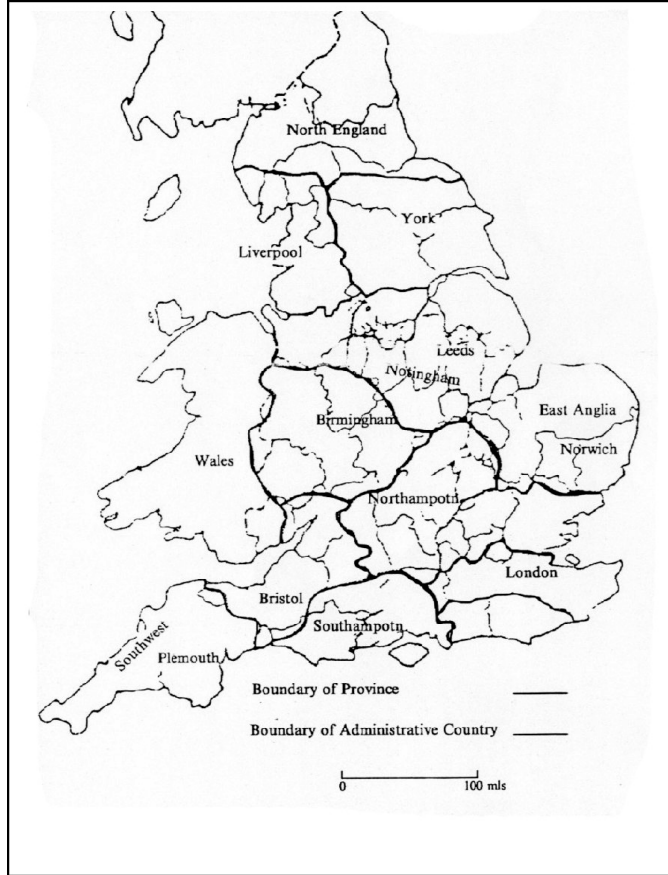 North England
York
Liverpool
Leeds
Notingham
East Anglia
Birmingham
Norwich
Wales
Northampotn
London
Bristol
Southampotn
Southwest
Plemouth
Boundary of Province
Boundary of Administrative Country
0 100 mls